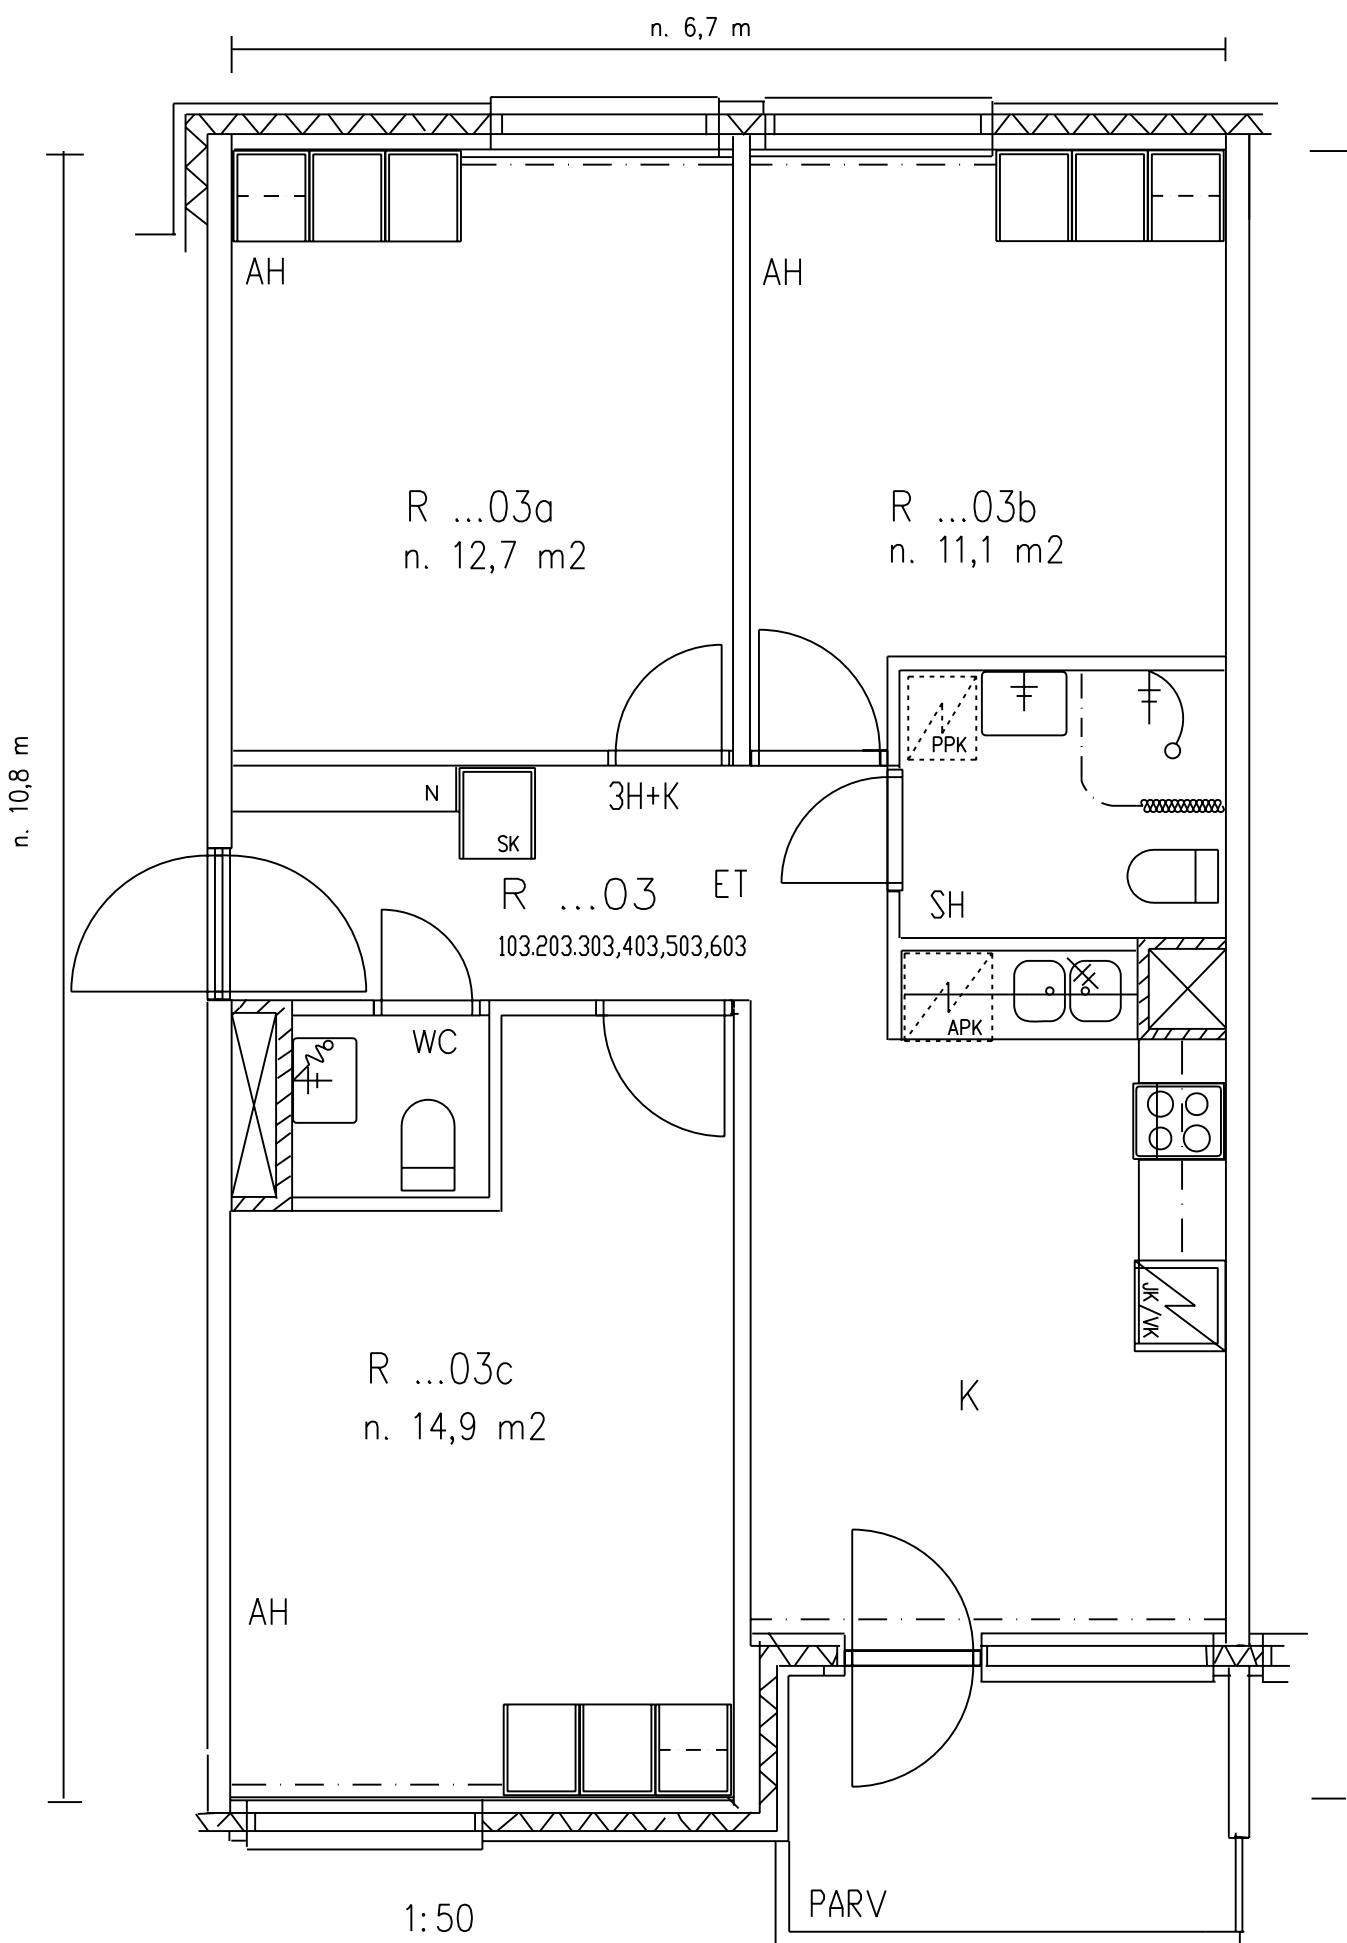 n. 6,7 m
AH
AH
R ...03a
n. 12,7 m2
R ...03b
n. 11,1 m2
n. 10,8 m
PPK
N
SK
3H+K
R ...03
ET
SH
103.203.303,403,503,603
WC
APK
JK/VK
R ...03c
n. 14,9 m2
K
AH
PARV
1:50